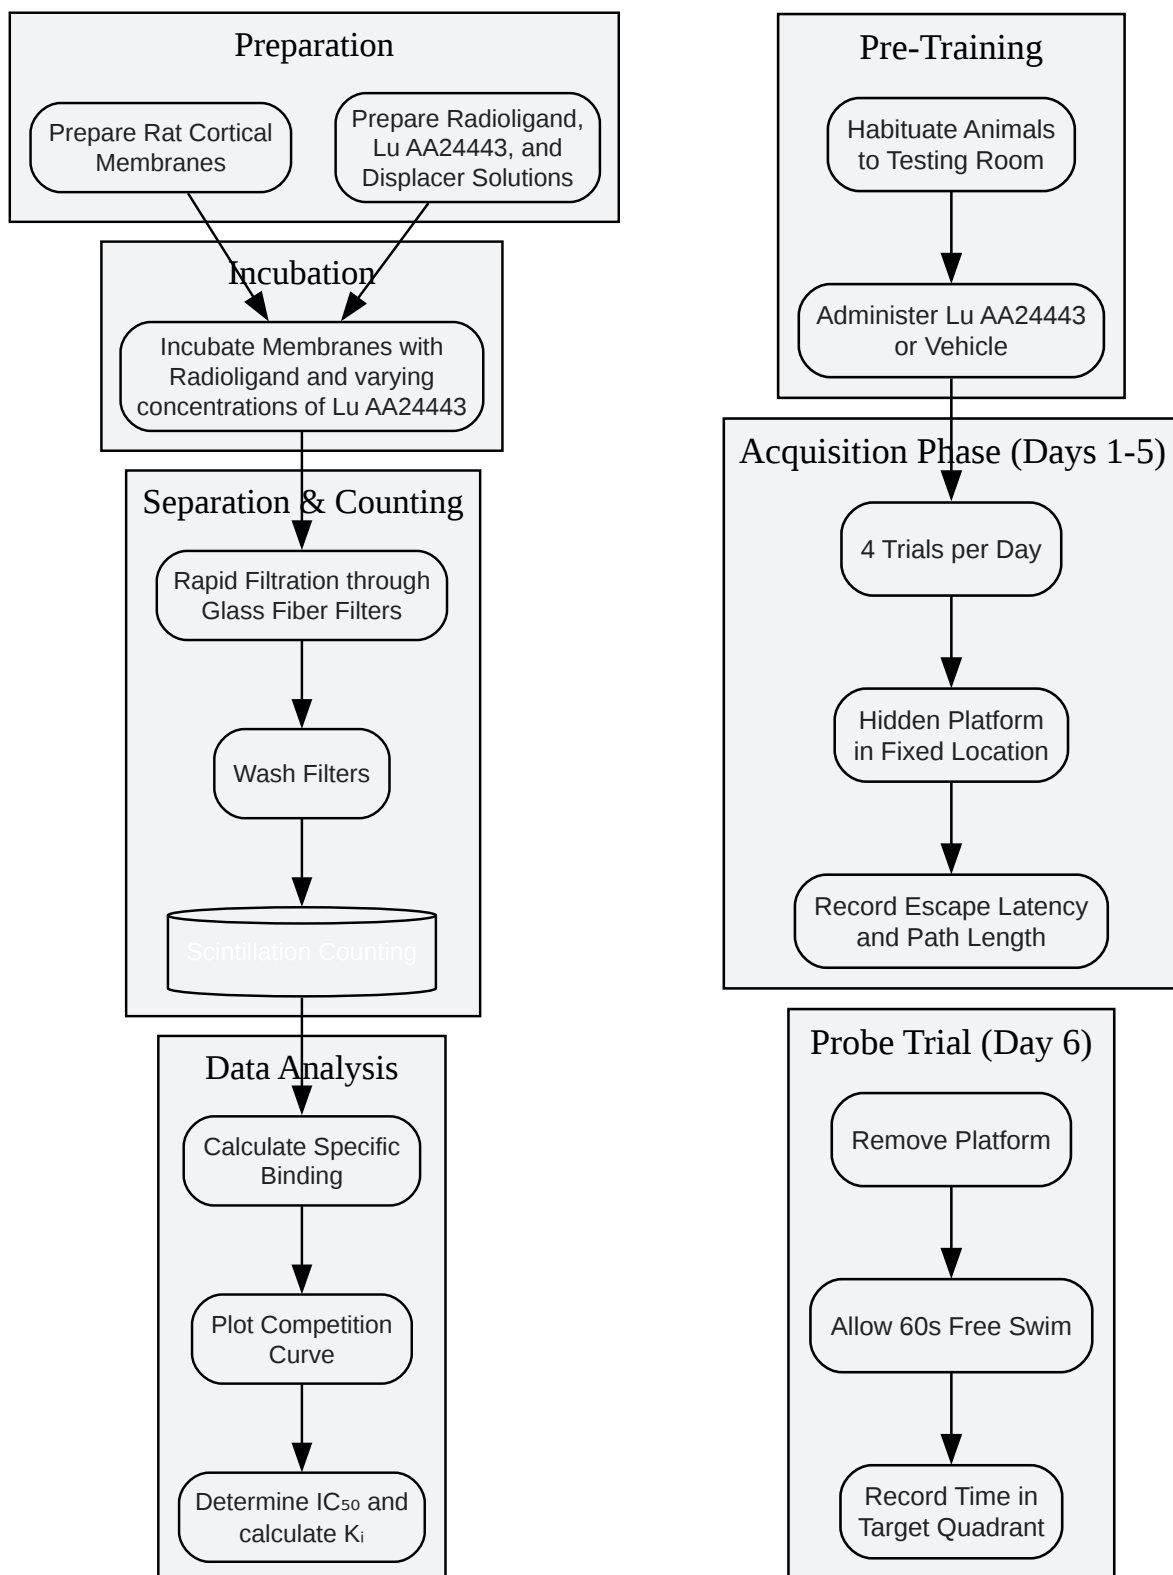 Preparation
Prepare Rat Cortical
Membranes
Prepare Radioligand,
Lu AA24443, and
Displacer Solutions
Incubation
Incubate Membranes with
Radioligand and varying
concentrations of Lu AA24443
Separation & Counting
Rapid Filtration through
Glass Fiber Filters
Wash Filters
Scintillation Counting
Data Analysis
Calculate Specific
Binding
Plot Competition
Curve
Determine IC₅₀ and
calculate Kᵢ
Pre-Training
Habituate Animals
to Testing Room
Administer Lu AA24443
or Vehicle
Acquisition Phase (Days 1-5)
4 Trials per Day
Hidden Platform
in Fixed Location
Record Escape Latency
and Path Length
Probe Trial (Day 6)
Remove Platform
Allow 60s Free Swim
Record Time in
Target Quadrant